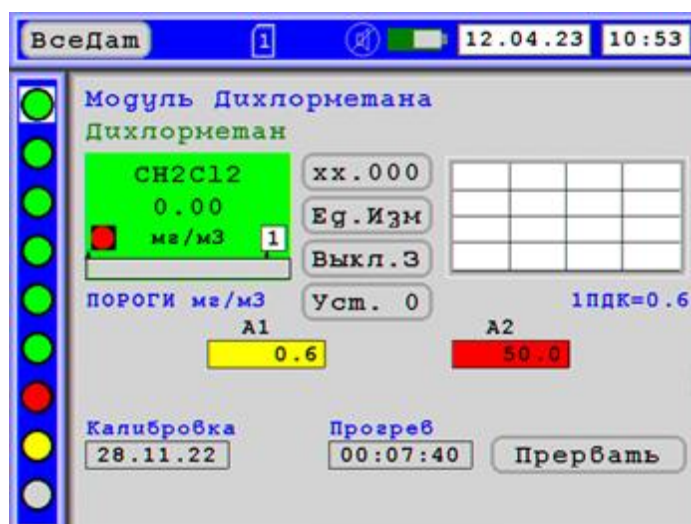 ВсеДат 1 12.04.23 10:53
Модуль Дихлорметана
Дихлорметан
CH2Cl2
0.00
мг/м3 1
xx.000
Ед.Изм
Выкл.З
Уст. 0
ПОРОГИ мг/м3
1ПДК=0.6
A1 A2
0.6 50.0
Калибровка Прогрев
28.11.22 00:07:40 Прервать